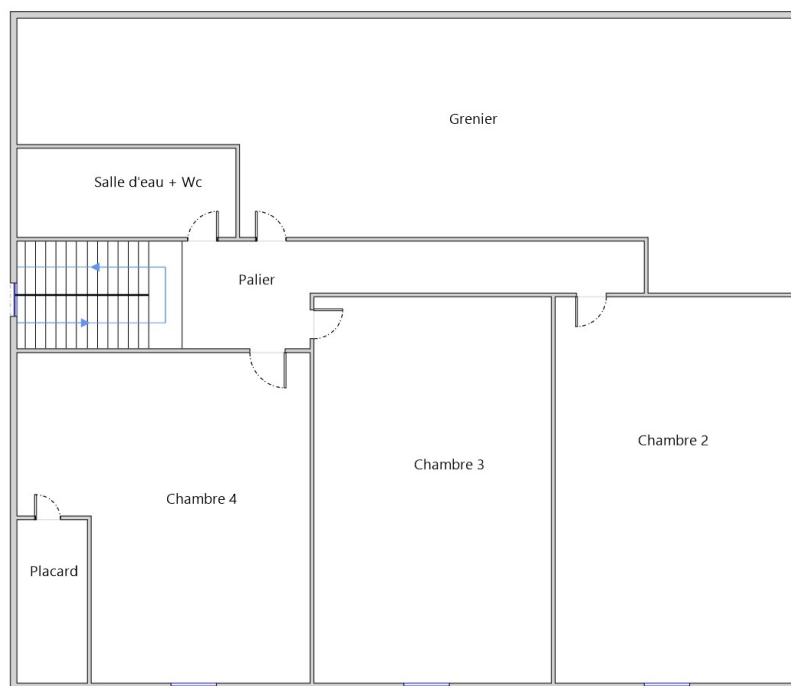 Grenier
Salle d'eau + Wc
Palier
Chambre 2
Chambre 3
Chambre 4
Placard